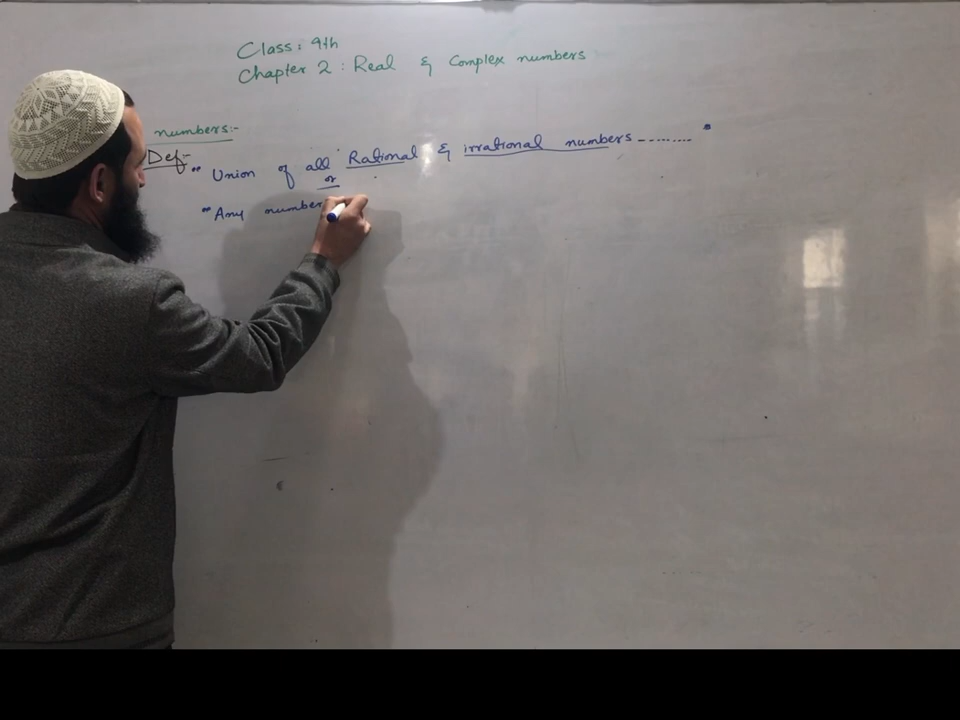 Class: 9th
Chapter 2: Real & Complex numbers
numbers:-
Def:- "Union of all Rational & irrational numbers ---------"
or
"Any number